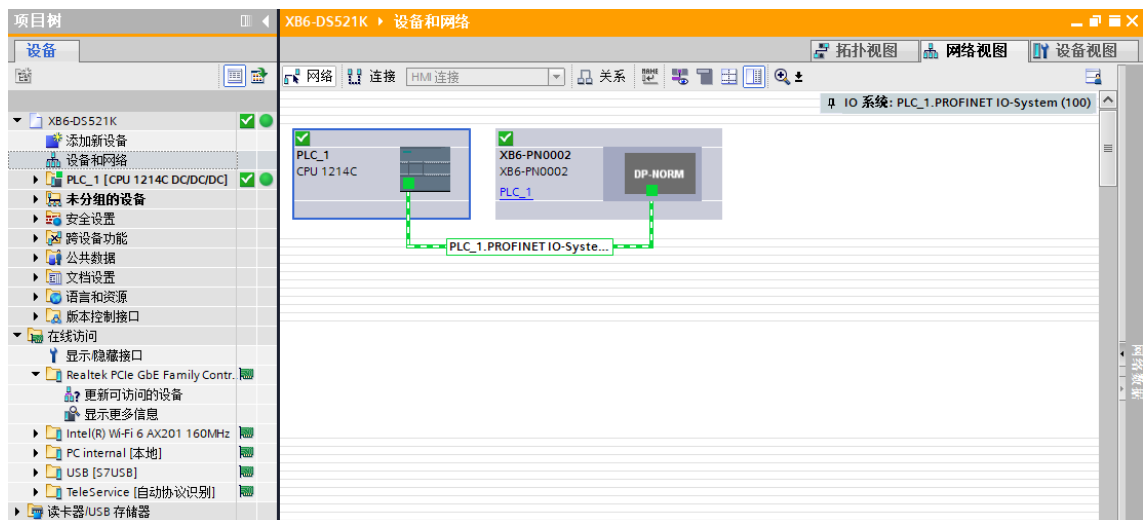 项目树
XB6-DS521K ▸ 设备和网络
设备
拓扑视图
网络视图
设备视图
网络
连接
HMI 连接
关系
IO 系统: PLC_1.PROFINET IO-System (100)
XB6-DS521K
添加新设备
设备和网络
PLC_1 [CPU 1214C DC/DC/DC]
未分组的设备
安全设置
跨设备功能
公共数据
文档设置
语言和资源
版本控制接口
在线访问
显示/隐藏接口
Realtek PCIe GbE Family Contr..
更新可访问的设备
显示更多信息
Intel(R) Wi-Fi 6 AX201 160MHz
PC internal [本地]
USB [S7USB]
TeleService [自动协议识别]
读卡器/USB 存储器
PLC_1
CPU 1214C
XB6-PN0002
XB6-PN0002
PLC_1
DP-NORM
PLC_1.PROFINET IO-Syste...
网络数据